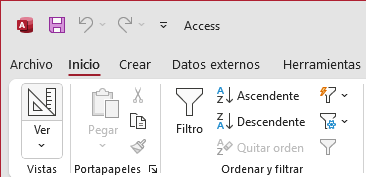 Access
Archivo Inicio Crear Datos externos Herramientas
Ver
Pegar
Filtro
Ascendente
Descendente
Quitar orden
Vistas Portapapeles Ordenar y filtrar